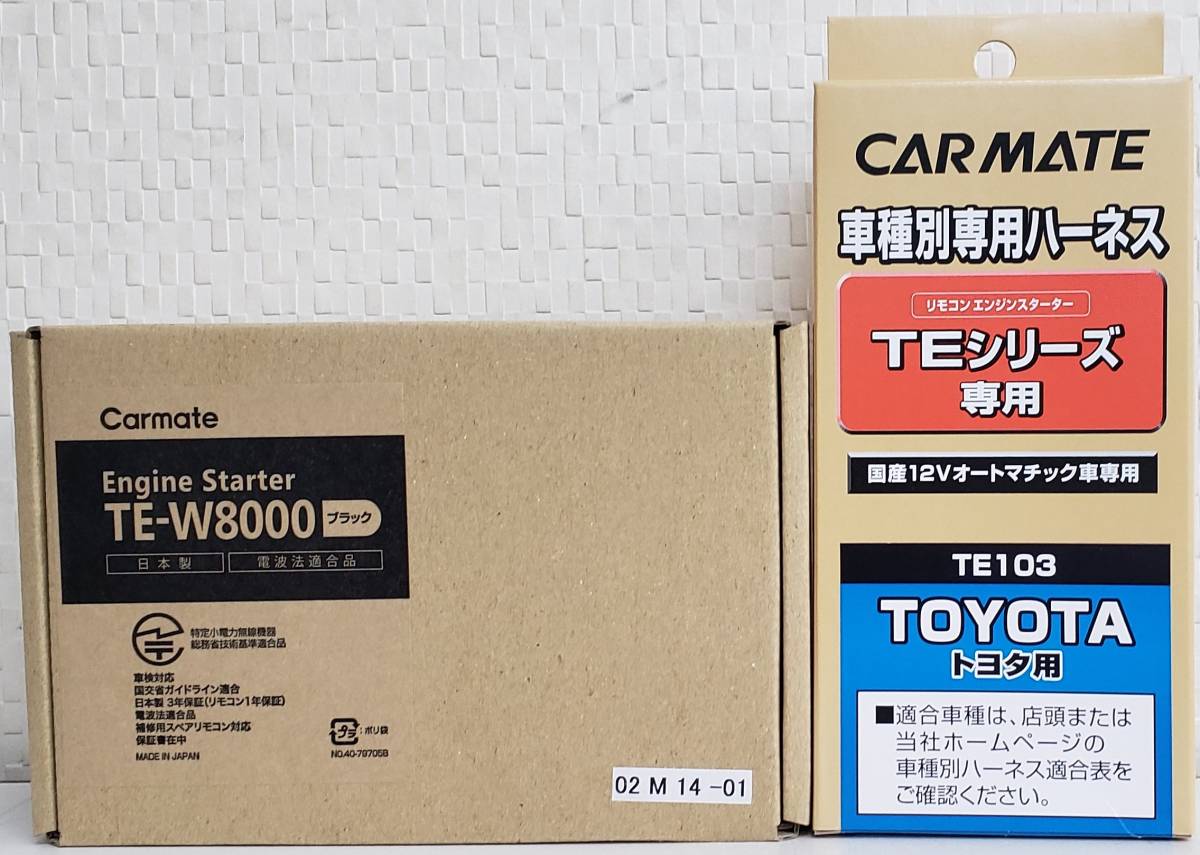 Carmate
Engine Starter
TE-W8000 ブラック
日本製 電波法適合品
特定小電力無線機器
総務省技術基準適合品
車検対応
国交省ガイドライン適合
日本製 3年保証(リモコン1年保証)
電波法適合品
補修用スペアリモコン対応
保証書在中
MADE IN JAPAN
プラ :ポリ袋
NO.40-79705B
02 M 14-01
CARMATE
車種別専用ハーネス
リモコンエンジンスターター
TEシリーズ
専用
国産12Vオートマチック車専用
TE103
TOYOTA
トヨタ用
■適合車種は、店頭または
当社ホームページの
車種別ハーネス適合表を
ご確認ください。